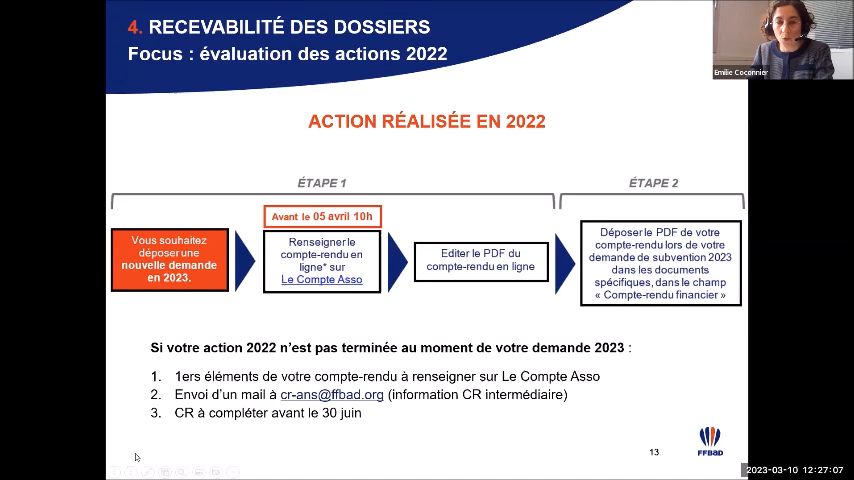 4. RECEVABILITÉ DES DOSSIERS
Focus : évaluation des actions 2022
Emilie Coconnier
ACTION RÉALISÉE EN 2022
ÉTAPE 1
ÉTAPE 2
Avant le 05 avril 10h
Vous souhaitez
déposer une
nouvelle demande
en 2023.
Renseigner le
compte-rendu en
ligne* sur
Le Compte Asso
Editer le PDF du
compte-rendu en ligne
Déposer le PDF de votre
compte-rendu lors de votre
demande de subvention 2023
dans les documents
spécifiques, dans le champ
« Compte-rendu financier »
Si votre action 2022 n’est pas terminée au moment de votre demande 2023 :
1. 1ers éléments de votre compte-rendu à renseigner sur Le Compte Asso
2. Envoi d’un mail à cr-ans@ffbad.org (information CR intermédiaire)
3. CR à compléter avant le 30 juin
13
FFBaD
2023-03-10 12:27:07